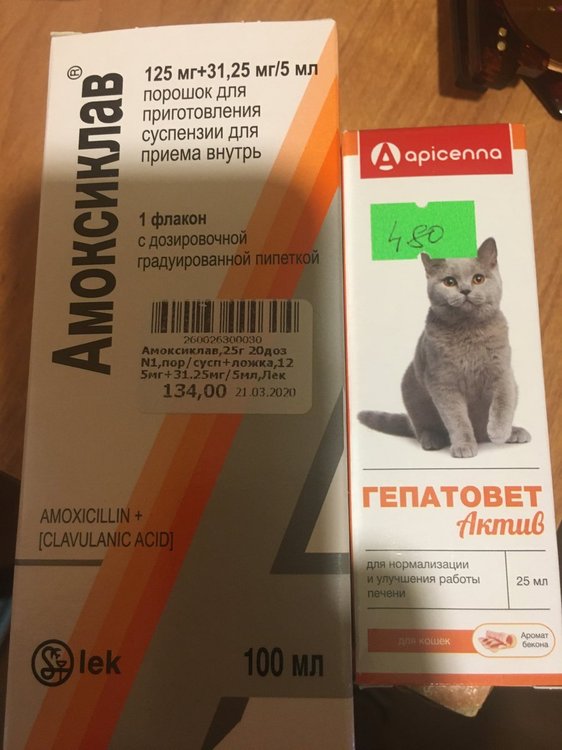 Амоксиклав®
125 мг+31,25 мг/5 мл
порошок для
приготовления
суспензии для
приема внутрь
1 флакон
с дозировочной
градуированной пипеткой
260026300030
Амоксиклав,25г 20доз
N1,пор/сусп+ложка,12
5мг+31.25мг/5мл,Лек
134,00 21.03.2020
AMOXICILLIN +
[CLAVULANIC ACID]
lek
100 мл
apicenna
480
ГЕПАТОВЕТ
Актив
для нормализации
и улучшения работы
печени
25 мл
для кошек
Аромат
бекона